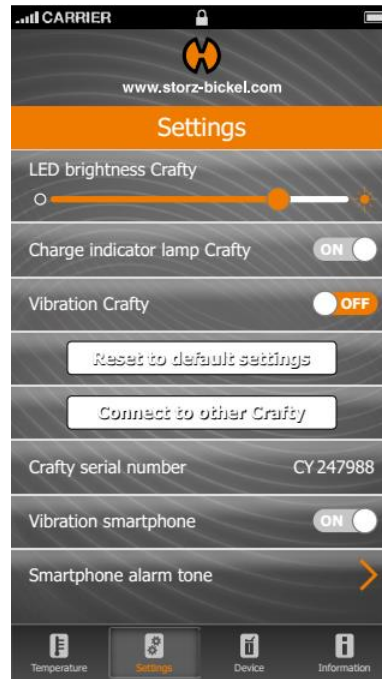 CARRIER
www.storz-bickel.com
Settings
LED brightness Crafty
Charge indicator lamp Crafty ON
Vibration Crafty OFF
Reset to default settings
Connect to other Crafty
Crafty serial number CY 247988
Vibration smartphone ON
Smartphone alarm tone
Temperature Settings Device Information